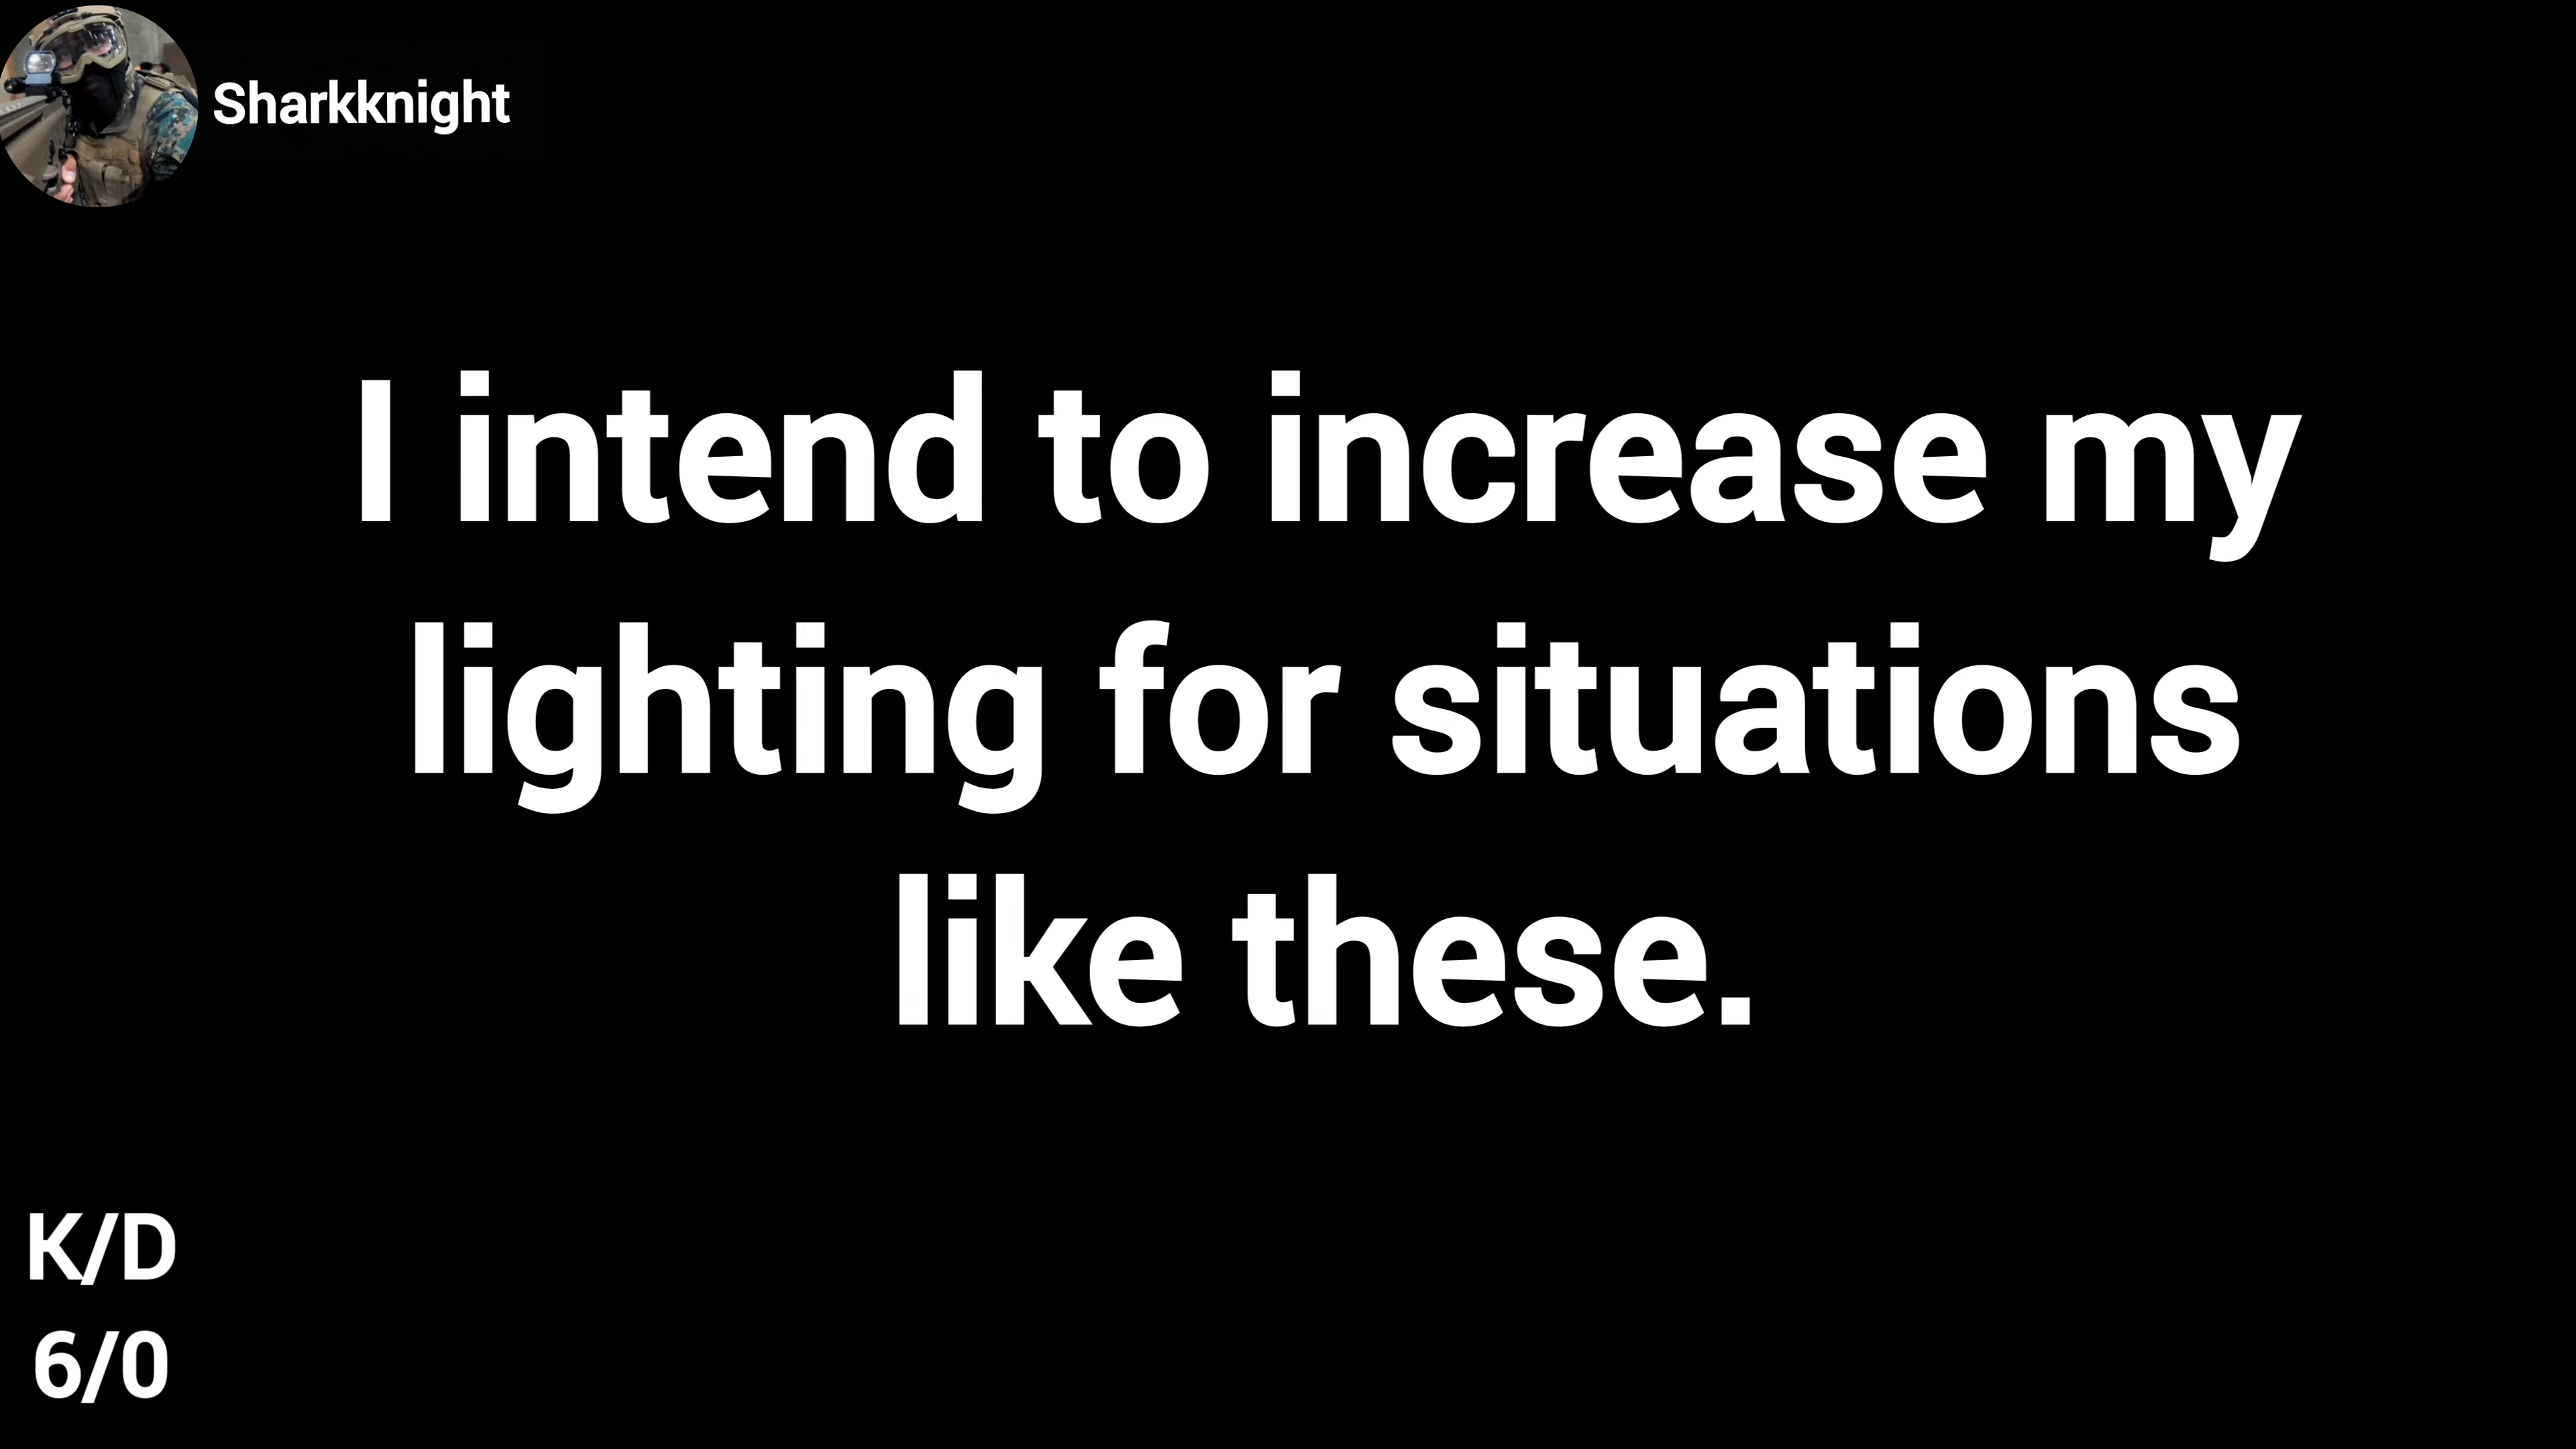 Sharkknight
I intend to increase my
lighting for situations
like these.
K/D
6/0